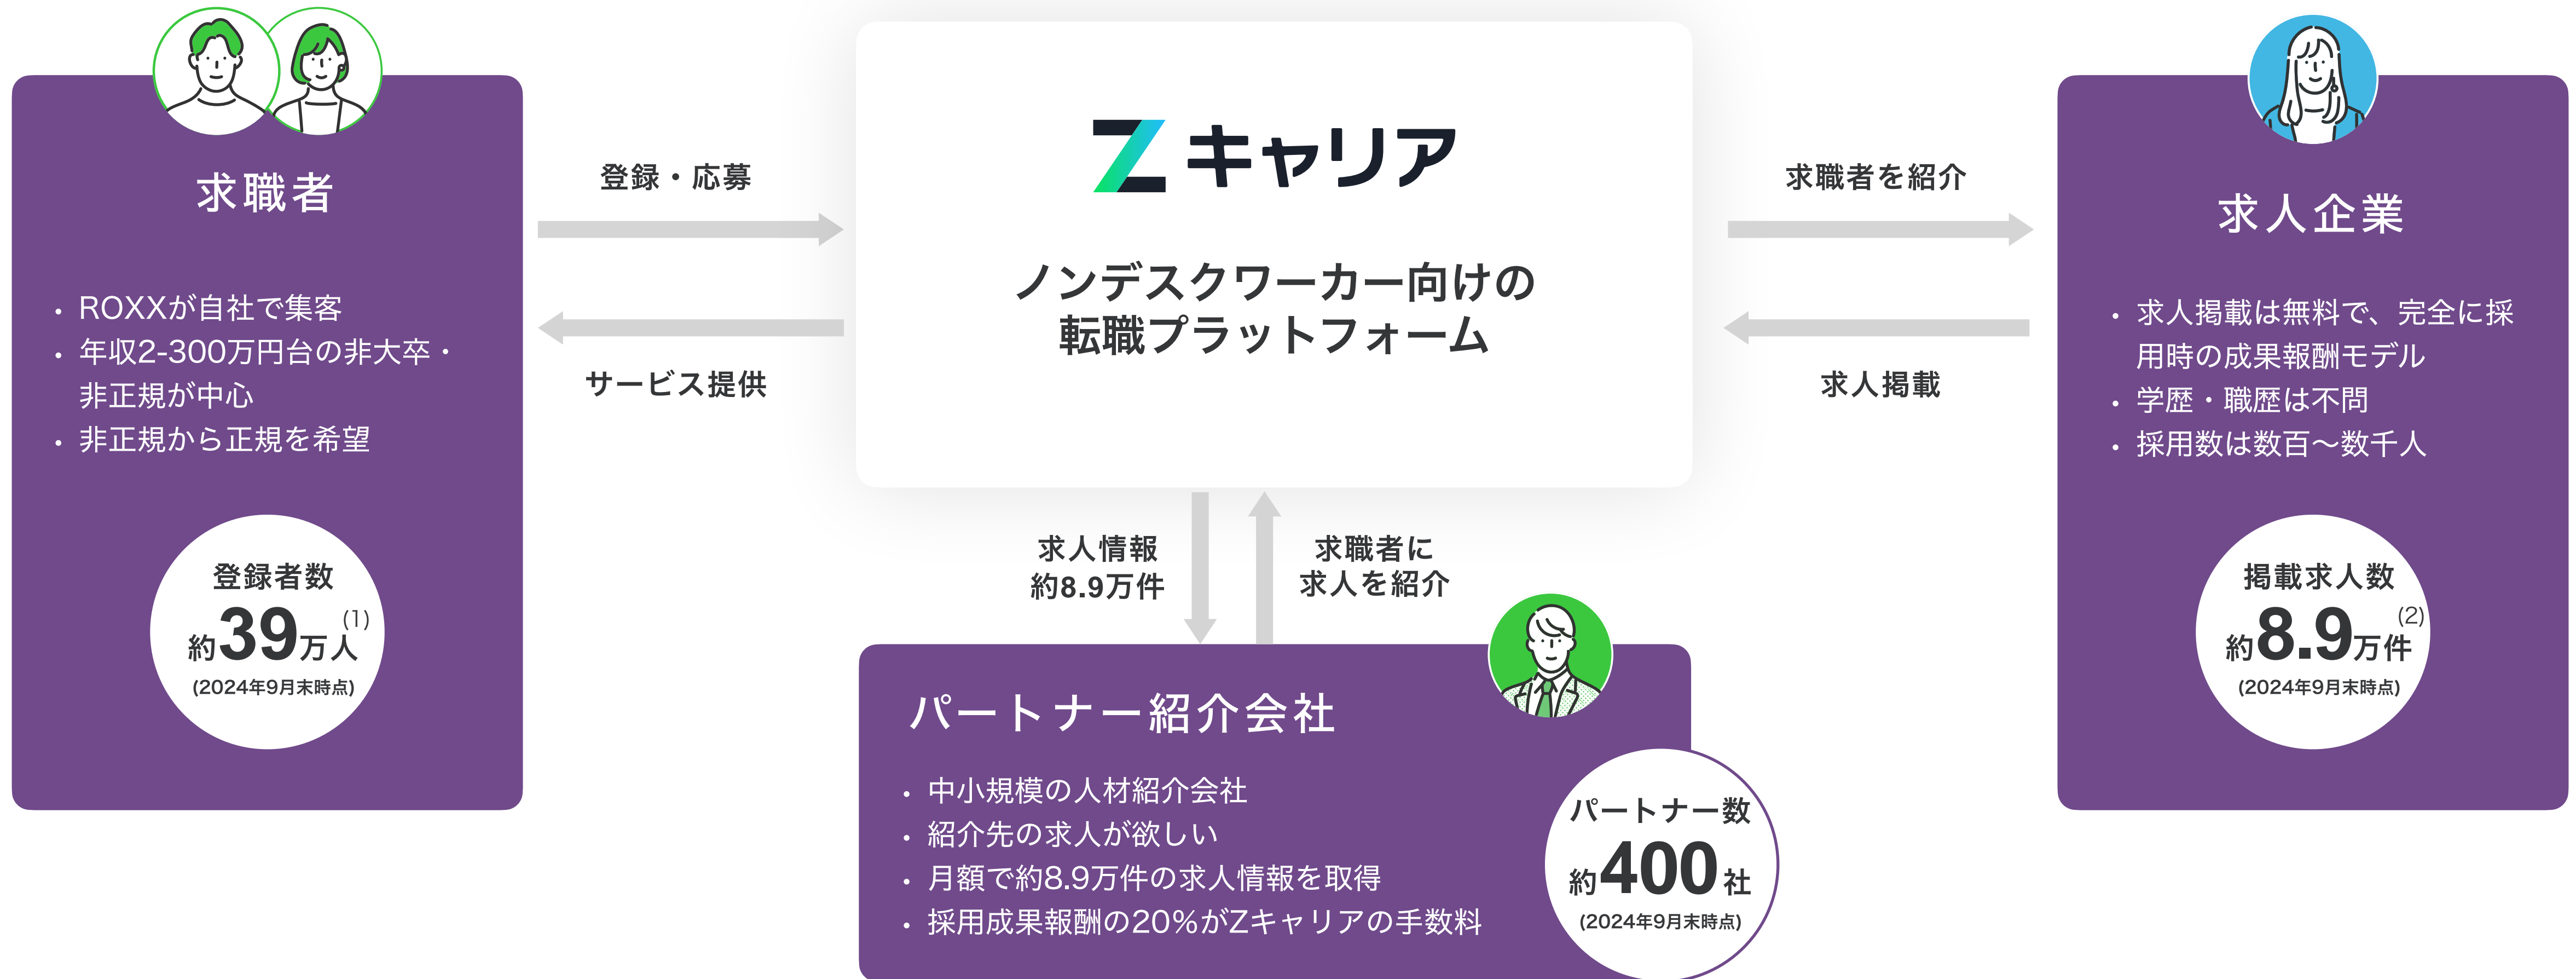 求職者
・ROXXが自社で集客
・年収2-300万円台の非大卒・
非正規が中心
・非正規から正規を希望
登録者数
約39万人(1)
(2024年9月末時点)
登録・応募
サービス提供
Zキャリア
ノンデスクワーカー向けの
転職プラットフォーム
求職者を紹介
求人掲載
求人企業
・求人掲載は無料で、完全に採
用時の成果報酬モデル
・学歴・職歴は不問
・採用数は数百〜数千人
掲載求人数
約8.9万件(2)
(2024年9月末時点)
求人情報
約8.9万件
求職者に
求人を紹介
パートナー紹介会社
・中小規模の人材紹介会社
・紹介先の求人が欲しい
・月額で約8.9万件の求人情報を取得
・採用成果報酬の20%がZキャリアの手数料
パートナー数
約400社
(2024年9月末時点)